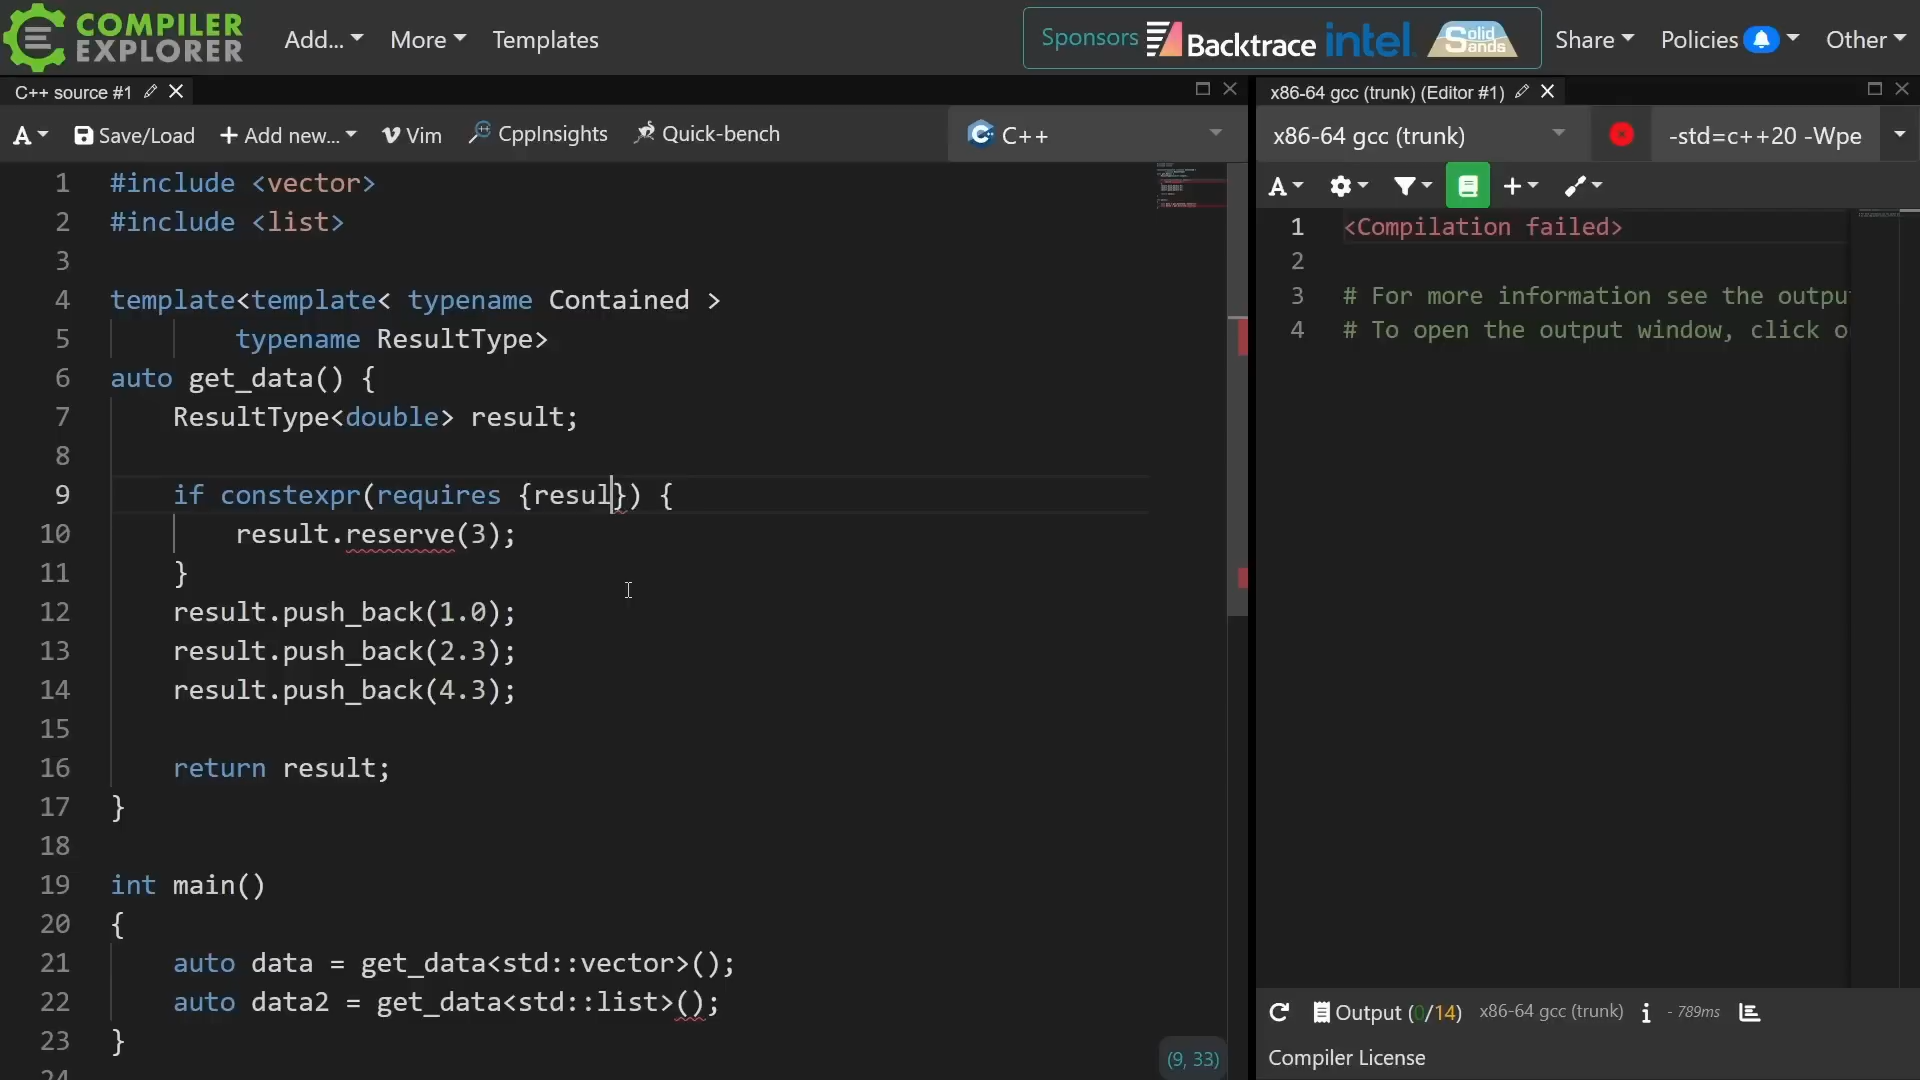 COMPILER
EXPLORER
Add... More Templates
Sponsors Backtrace intel Solid Sands
Share Policies Other
C++ source #1
A Save/Load + Add new... Vim CppInsights Quick-bench C++
1 #include <vector>
2 #include <list>
3
4 template<template< typename Contained >
5 typename ResultType>
6 auto get_data() {
7 ResultType<double> result;
8
9 if constexpr(requires {resul}) {
10 result.reserve(3);
11 }
12 result.push_back(1.0);
13 result.push_back(2.3);
14 result.push_back(4.3);
15
16 return result;
17 }
18
19 int main()
20 {
21 auto data = get_data<std::vector>();
22 auto data2 = get_data<std::list>();
23 }
24
(9, 33)
x86-64 gcc (trunk) (Editor #1)
x86-64 gcc (trunk) -std=c++20 -Wpe
A
1 <Compilation failed>
2
3 # For more information see the outpu
4 # To open the output window, click o
Output (0/14) x86-64 gcc (trunk) i - 789ms
Compiler License